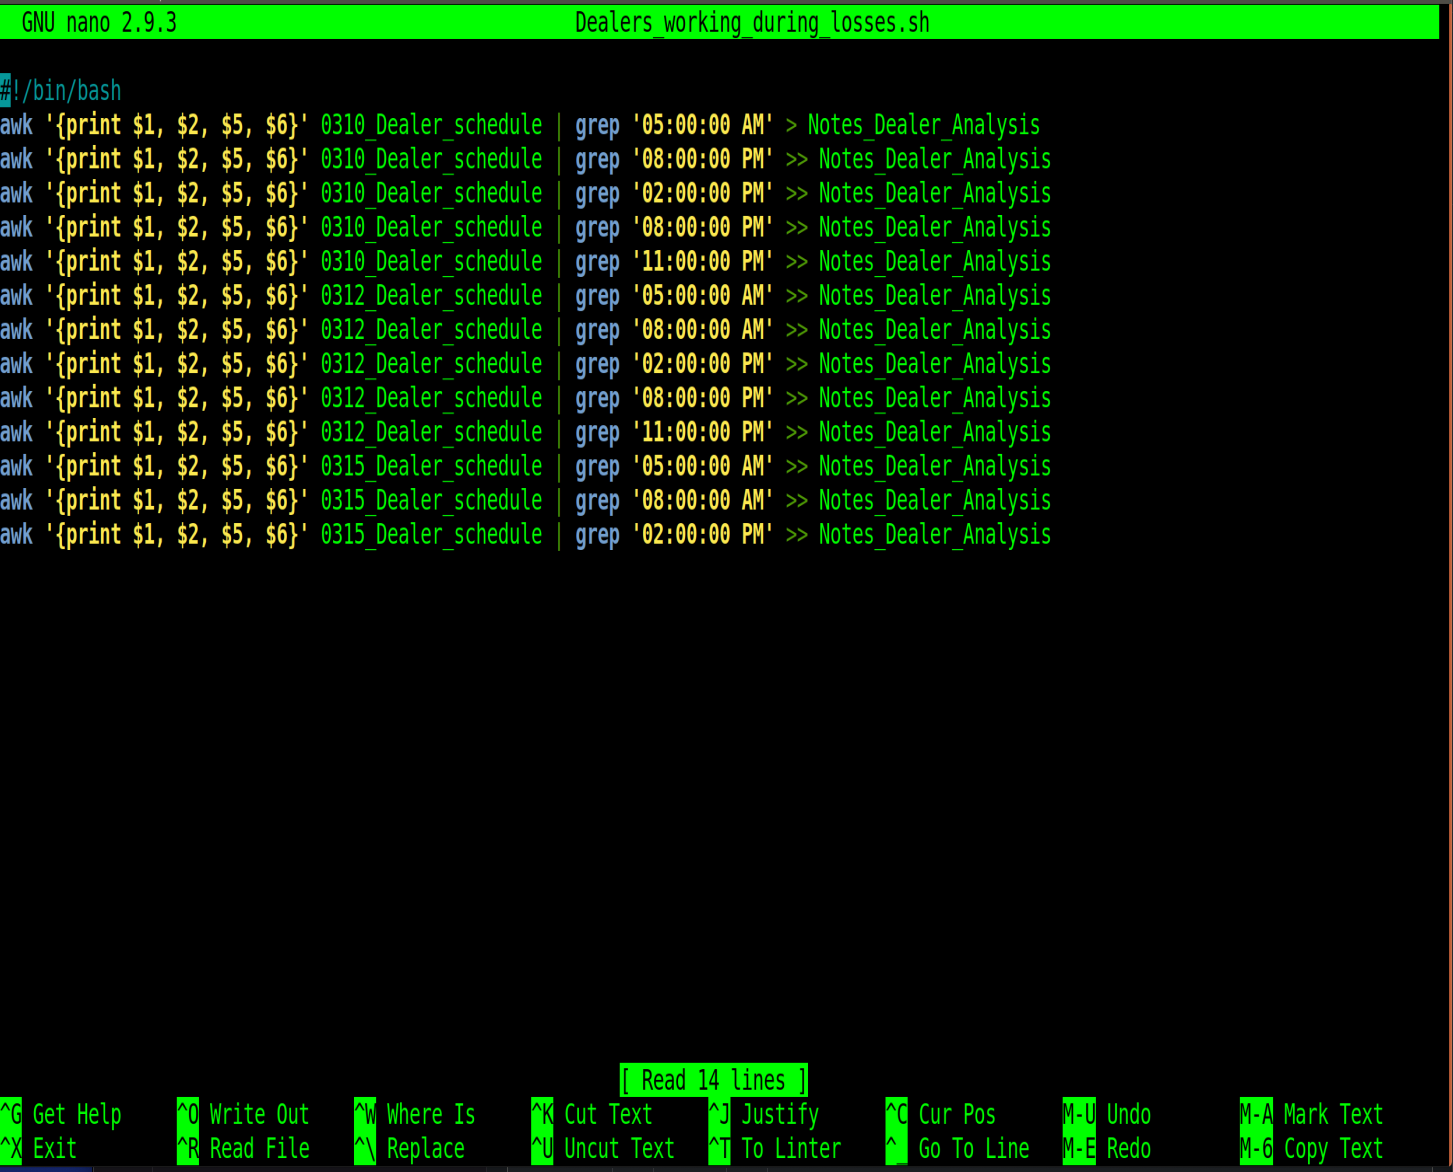 GNU nano 2.9.3 Dealers_working_during_losses.sh
#!/bin/bash
awk '{print $1, $2, $5, $6}' 0310_Dealer_schedule | grep '05:00:00 AM' > Notes_Dealer_Analysis
awk '{print $1, $2, $5, $6}' 0310_Dealer_schedule | grep '08:00:00 PM' >> Notes_Dealer_Analysis
awk '{print $1, $2, $5, $6}' 0310_Dealer_schedule | grep '02:00:00 PM' >> Notes_Dealer_Analysis
awk '{print $1, $2, $5, $6}' 0310_Dealer_schedule | grep '08:00:00 PM' >> Notes_Dealer_Analysis
awk '{print $1, $2, $5, $6}' 0310_Dealer_schedule | grep '11:00:00 PM' >> Notes_Dealer_Analysis
awk '{print $1, $2, $5, $6}' 0312_Dealer_schedule | grep '05:00:00 AM' >> Notes_Dealer_Analysis
awk '{print $1, $2, $5, $6}' 0312_Dealer_schedule | grep '08:00:00 AM' >> Notes_Dealer_Analysis
awk '{print $1, $2, $5, $6}' 0312_Dealer_schedule | grep '02:00:00 PM' >> Notes_Dealer_Analysis
awk '{print $1, $2, $5, $6}' 0312_Dealer_schedule | grep '08:00:00 PM' >> Notes_Dealer_Analysis
awk '{print $1, $2, $5, $6}' 0312_Dealer_schedule | grep '11:00:00 PM' >> Notes_Dealer_Analysis
awk '{print $1, $2, $5, $6}' 0315_Dealer_schedule | grep '05:00:00 AM' >> Notes_Dealer_Analysis
awk '{print $1, $2, $5, $6}' 0315_Dealer_schedule | grep '08:00:00 AM' >> Notes_Dealer_Analysis
awk '{print $1, $2, $5, $6}' 0315_Dealer_schedule | grep '02:00:00 PM' >> Notes_Dealer_Analysis
[ Read 14 lines ]
^G Get Help ^O Write Out ^W Where Is ^K Cut Text ^J Justify ^C Cur Pos M-U Undo M-A Mark Text
^X Exit ^R Read File ^\ Replace ^U Uncut Text ^T To Linter ^_ Go To Line M-E Redo M-6 Copy Text